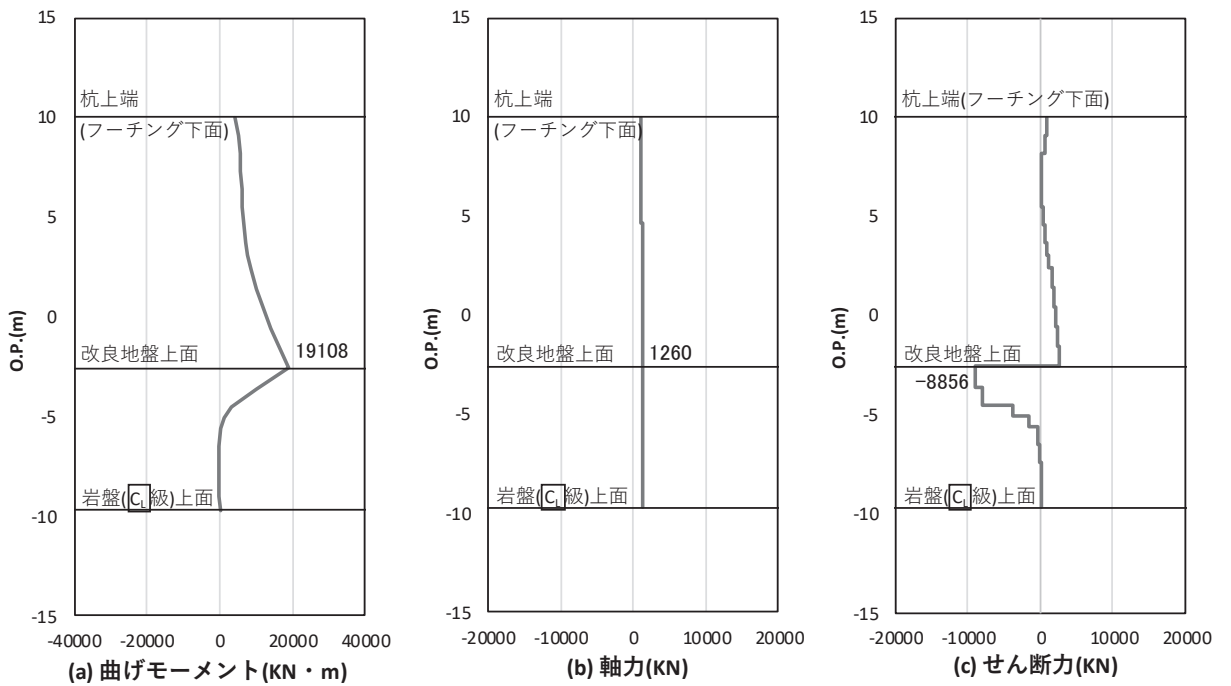 15
10
5
0
-5
-10
-15
O.P.(m)
杭上端
(フーチング下面)
改良地盤上面
19108
岩盤(CL級)上面
-40000 -20000 0 20000 40000
(a) 曲げモーメント(KN・m)
15
10
5
0
-5
-10
-15
O.P.(m)
杭上端
(フーチング下面)
改良地盤上面
1260
岩盤(CL級)上面
-20000 -10000 0 10000 20000
(b) 軸力(KN)
15
10
5
0
-5
-10
-15
O.P.(m)
杭上端(フーチング下面)
改良地盤上面
-8856
岩盤(CL級)上面
-20000 -10000 0 10000 20000
(c) せん断力(KN)